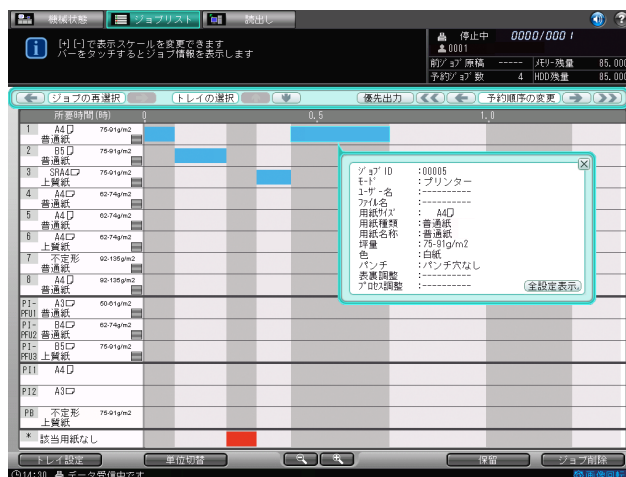 機械状態 ジョブリスト 読出し
[+] [-]で表示スケールを変更できます
バーをタッチするとジョブ情報を表示します
停止中 0000/0001
0001
前ｼﾞｮﾌﾞ原稿 ----- ﾒﾓﾘｰ残量 85.000
予約ｼﾞｮﾌﾞ数 4 HDD残量 85.000
ジョブの再選択 トレイの選択 優先出力 予約順序の変更
所要時間(時) 0 0.5 1.0
1 A4 75-91g/m2
普通紙
2 B5 75-91g/m2
普通紙
3 SRA4 75-91g/m2
上質紙
4 A4 62-74g/m2
普通紙
5 A4 62-74g/m2
普通紙
6 A4 62-74g/m2
上質紙
7 不定形 92-135g/m2
普通紙
8 A4 92-135g/m2
普通紙
PI-PFU1 A3 50-61g/m2
普通紙
PI-PFU2 B4 62-74g/m2
普通紙
PI-PFU3 B5 75-91g/m2
上質紙
PI1 A4
PI2 A3
PB 不定形 75-91g/m2
上質紙
* 該当用紙なし
ｼﾞｮﾌﾞID :00005
ﾓｰﾄﾞ :プリンター
ﾕｰｻﾞｰ名 :----------
ﾌｧｲﾙ名 :----------
用紙ｻｲｽﾞ : A4
用紙種類 :普通紙
用紙名称 :普通紙
坪量 :75-91g/m2
色 :白紙
パンチ :パンチ穴なし
表裏調整 :----------
ﾌﾟﾛｾｽ調整 :----------
全設定表示
トレイ設定 単位切替 保留 ジョブ削除
14:30 データ受信中です 画像回転